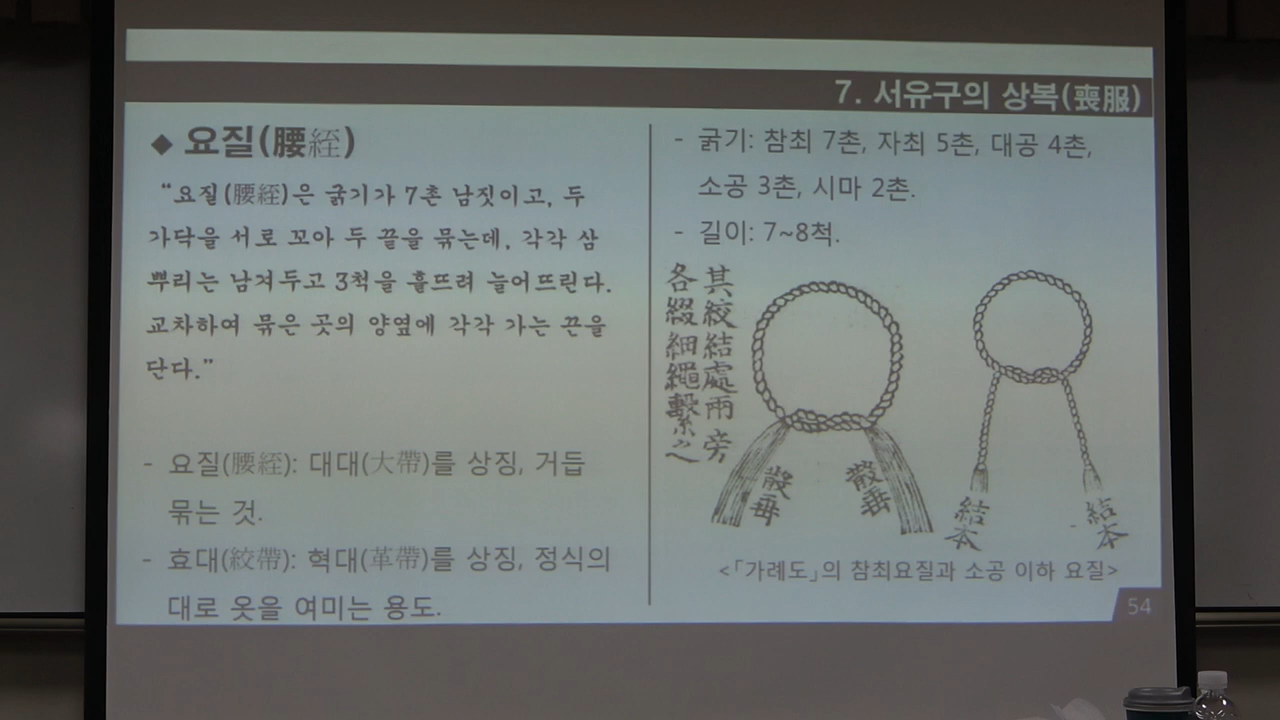 7. 서유구의 상복(喪服)
◆ 요질(腰絰)
“요질(腰絰)은 굵기가 7촌 남짓이고, 두
가닥을 서로 꼬아 두 끝을 묶는데, 각각 삼
뿌리는 남겨두고 3척을 흩뜨려 늘어뜨린다.
교차하여 묶은 곳의 양옆에 각각 가는 끈을
단다.”
- 요질(腰絰): 대대(大帶)를 상징, 거듭
묶는 것.
- 효대(絞帶): 혁대(革帶)를 상징, 정식의
대로 옷을 여미는 용도.
- 굵기: 참최 7촌, 자최 5촌, 대공 4촌,
소공 3촌, 시마 2촌.
- 길이: 7~8척.
其絞結處兩旁
各綴細繩繫之
散垂
散垂
結本
結本
<「가례도」의 참최요질과 소공 이하 요질>
54